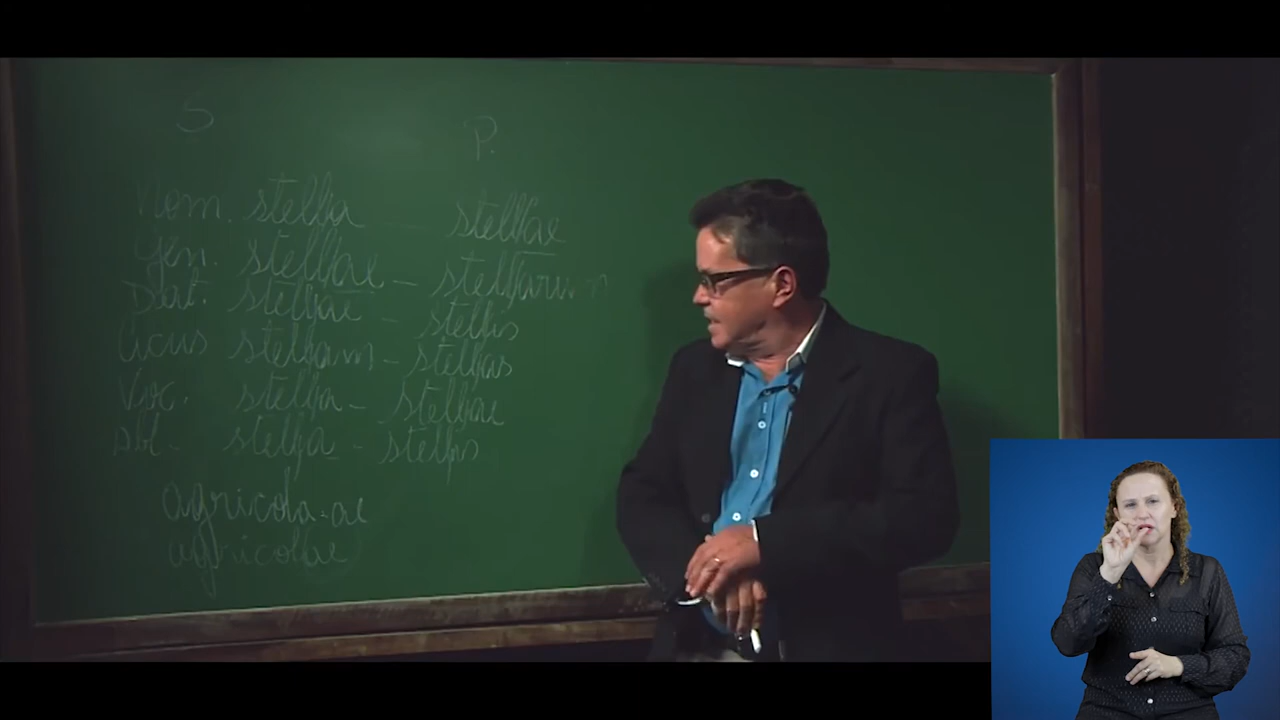 S P.
nom. stella - stellae
gen. stellae - stellarum
Dat. stellae - stellis
acus stellam - stellas
Voc. stella - stellae
abl - stella - stellis
agricola-ae
agricolae